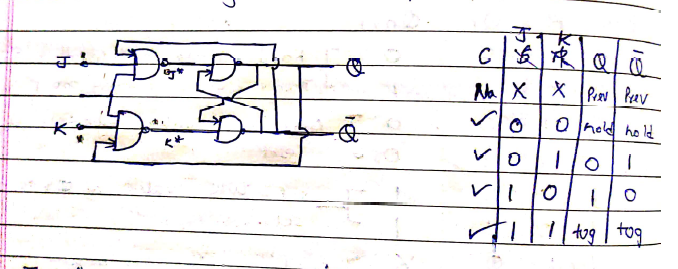 J K
C Q Q̄
Na X X Prev Prev
J J* Q
✓ 0 0 hold hold
K K* Q̄
✓ 0 1 0 1
✓ 1 0 1 0
✓ 1 1 tog tog